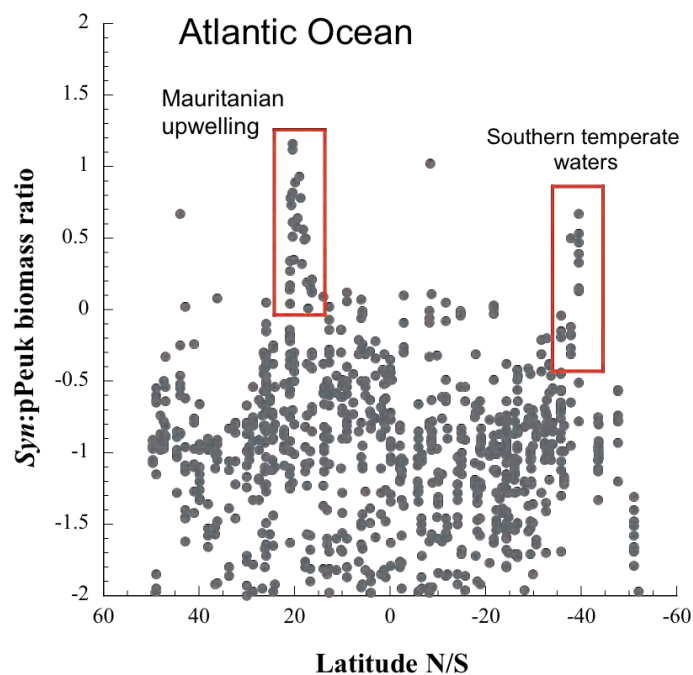 Atlantic Ocean
Mauritanian
upwelling
Southern temperate
waters
Syn:pPeuk biomass ratio
2
1.5
1
0.5
0
-0.5
-1
-1.5
-2
60
40
20
0
-20
-40
-60
Latitude N/S